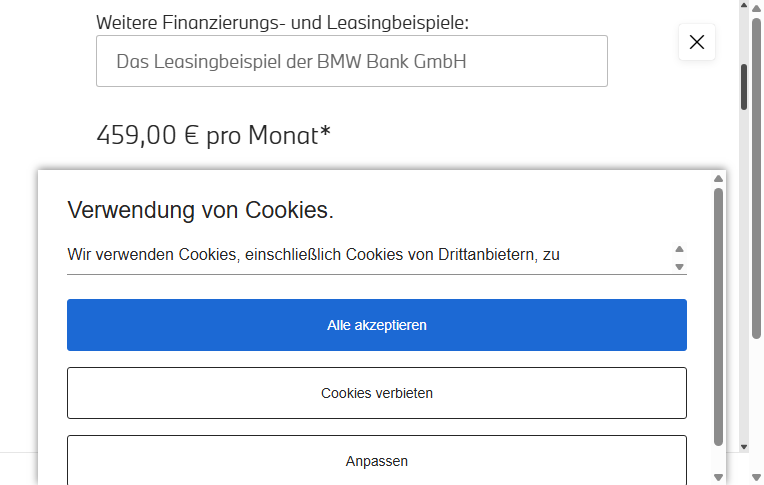 Weitere Finanzierungs- und Leasingbeispiele:
Das Leasingbeispiel der BMW Bank GmbH
459,00 € pro Monat*
Verwendung von Cookies.
Wir verwenden Cookies, einschließlich Cookies von Drittanbietern, zu
Alle akzeptieren
Cookies verbieten
Anpassen